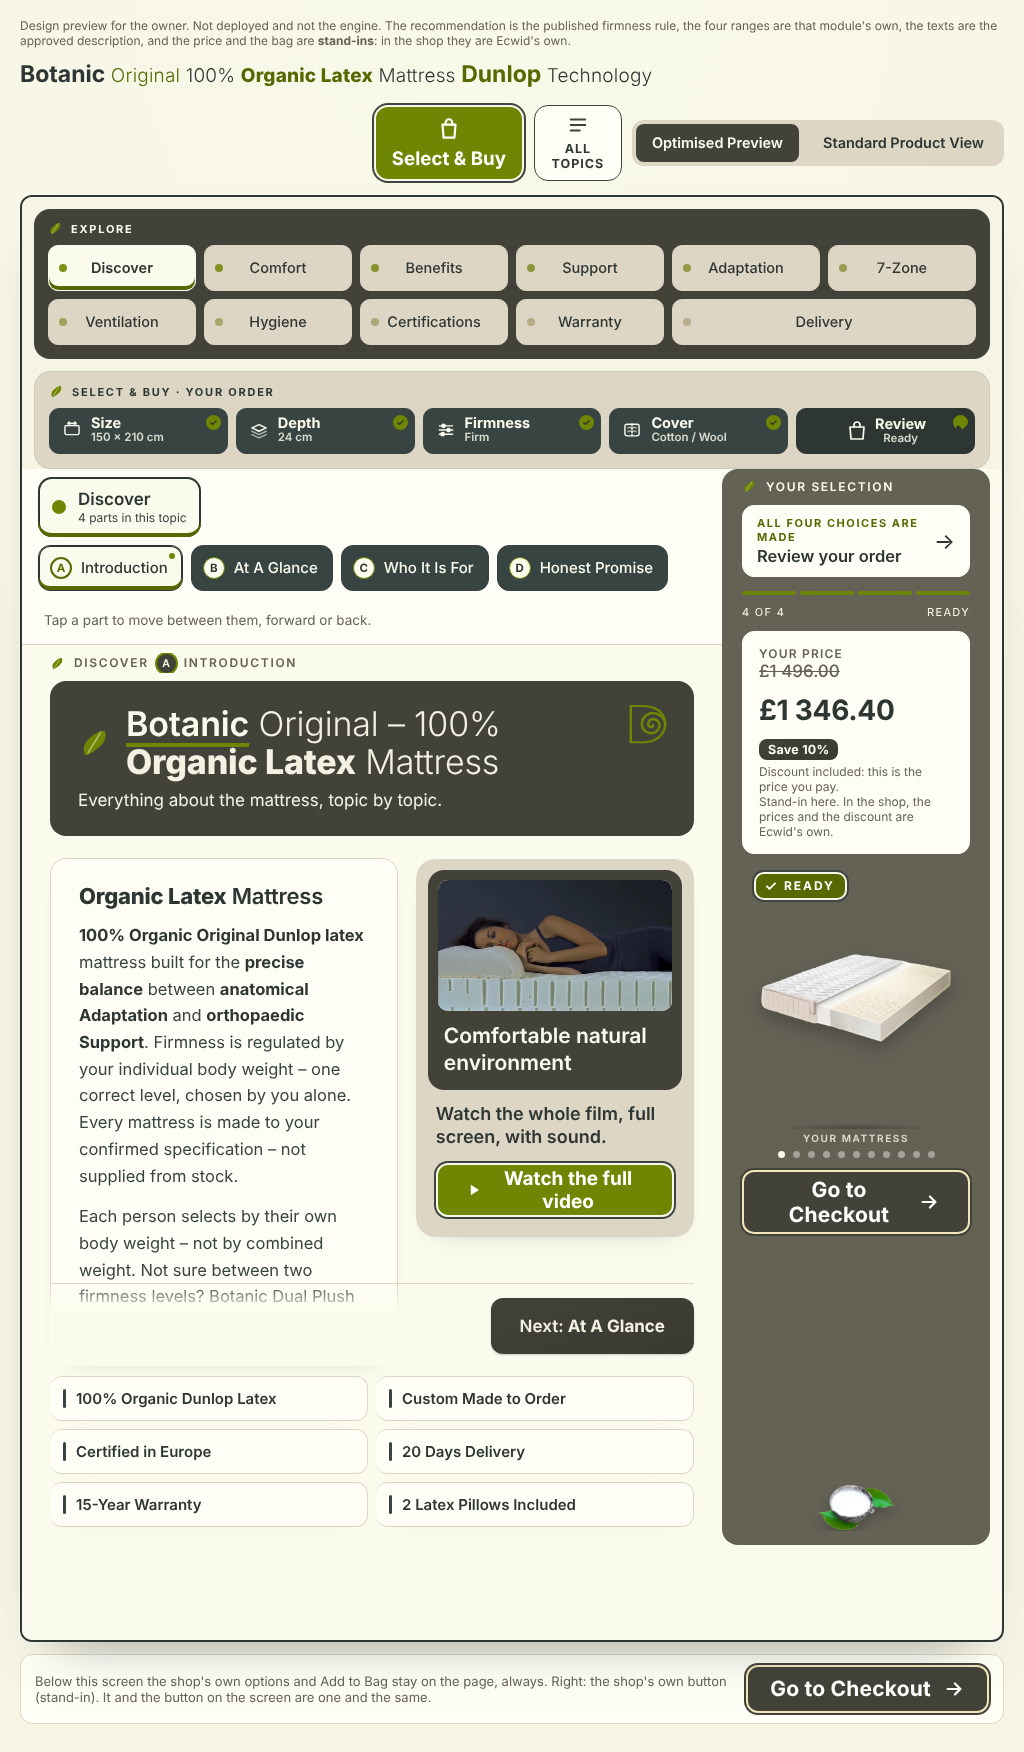 Design preview for the owner. Not deployed and not the engine. The recommendation is the published firmness rule, the four ranges are that module's own, the texts are the
approved description, and the price and the bag are stand-ins: in the shop they are Ecwid's own.
Botanic Original 100% Organic Latex Mattress Dunlop Technology
Select & Buy
ALL
TOPICS
Optimised Preview
Standard Product View
EXPLORE
Discover
Comfort
Benefits
Support
Adaptation
7-Zone
Ventilation
Hygiene
Certifications
Warranty
Delivery
SELECT & BUY · YOUR ORDER
Size
150 × 210 cm
Depth
24 cm
Firmness
Firm
Cover
Cotton / Wool
Review
Ready
Discover
4 parts in this topic
A Introduction
B At A Glance
C Who It Is For
D Honest Promise
Tap a part to move between them, forward or back.
DISCOVER A INTRODUCTION
Botanic Original – 100%
Organic Latex Mattress
Everything about the mattress, topic by topic.
Organic Latex Mattress
100% Organic Original Dunlop latex
mattress built for the precise
balance between anatomical
Adaptation and orthopaedic
Support. Firmness is regulated by
your individual body weight – one
correct level, chosen by you alone.
Every mattress is made to your
confirmed specification – not
supplied from stock.
Each person selects by their own
body weight – not by combined
weight. Not sure between two
firmness levels? Botanic Dual Plush
Comfortable natural
environment
Watch the whole film, full
screen, with sound.
Watch the full
video
Next: At A Glance
100% Organic Dunlop Latex
Custom Made to Order
Certified in Europe
20 Days Delivery
15-Year Warranty
2 Latex Pillows Included
YOUR SELECTION
ALL FOUR CHOICES ARE
MADE
Review your order
4 OF 4
READY
YOUR PRICE
£1 496.00
£1 346.40
Save 10%
Discount included: this is the
price you pay.
Stand-in here. In the shop, the
prices and the discount are
Ecwid's own.
READY
YOUR MATTRESS
Go to
Checkout
Below this screen the shop's own options and Add to Bag stay on the page, always. Right: the shop's own button
(stand-in). It and the button on the screen are one and the same.
Go to Checkout